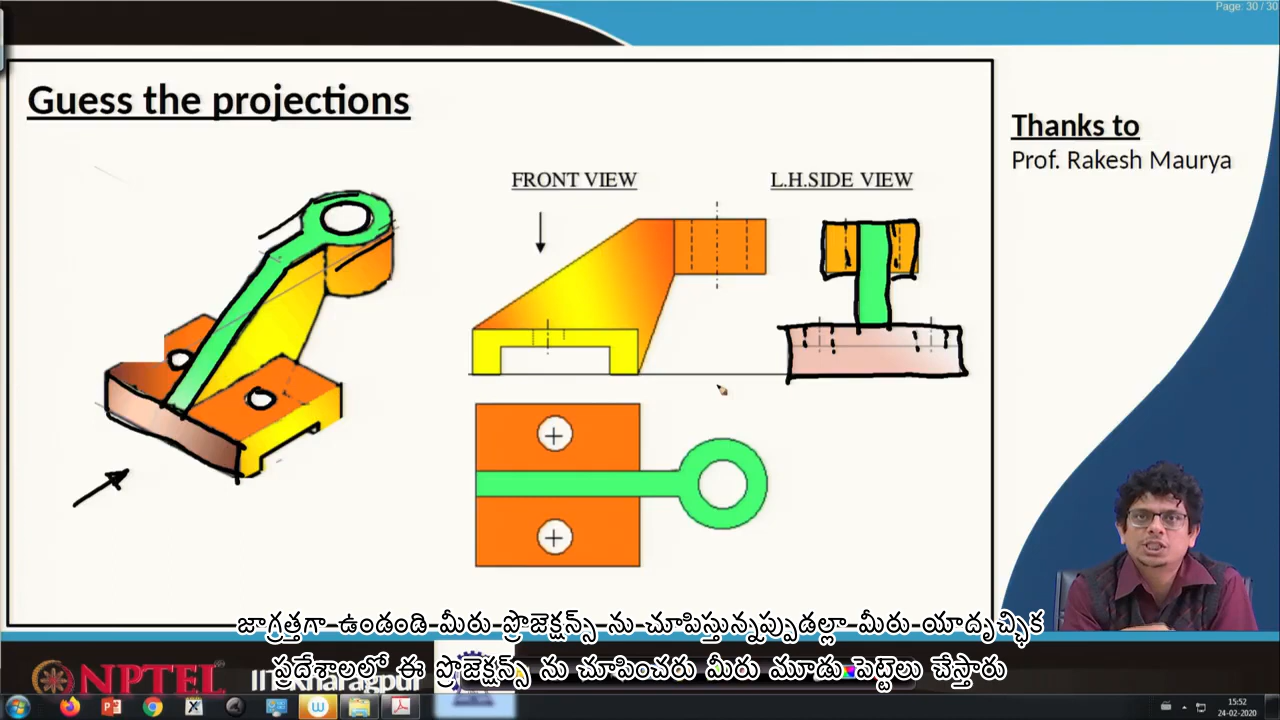 Page: 30 / 30
Guess the projections
Thanks to
Prof. Rakesh Maurya
FRONT VIEW
L.H.SIDE VIEW
జాగ్రత్తగా ఉండండి మీరు ప్రొజెక్షన్స్ ను చూపిస్తున్నప్పుడల్లా మీరు యాదృచ్ఛిక
ప్రదేశాలలో ఈ ప్రొజెక్షన్స్ ను చూపించరు మీరు మూడు పెట్టెలు చేస్తారు
NPTEL
15:52
24-02-2020